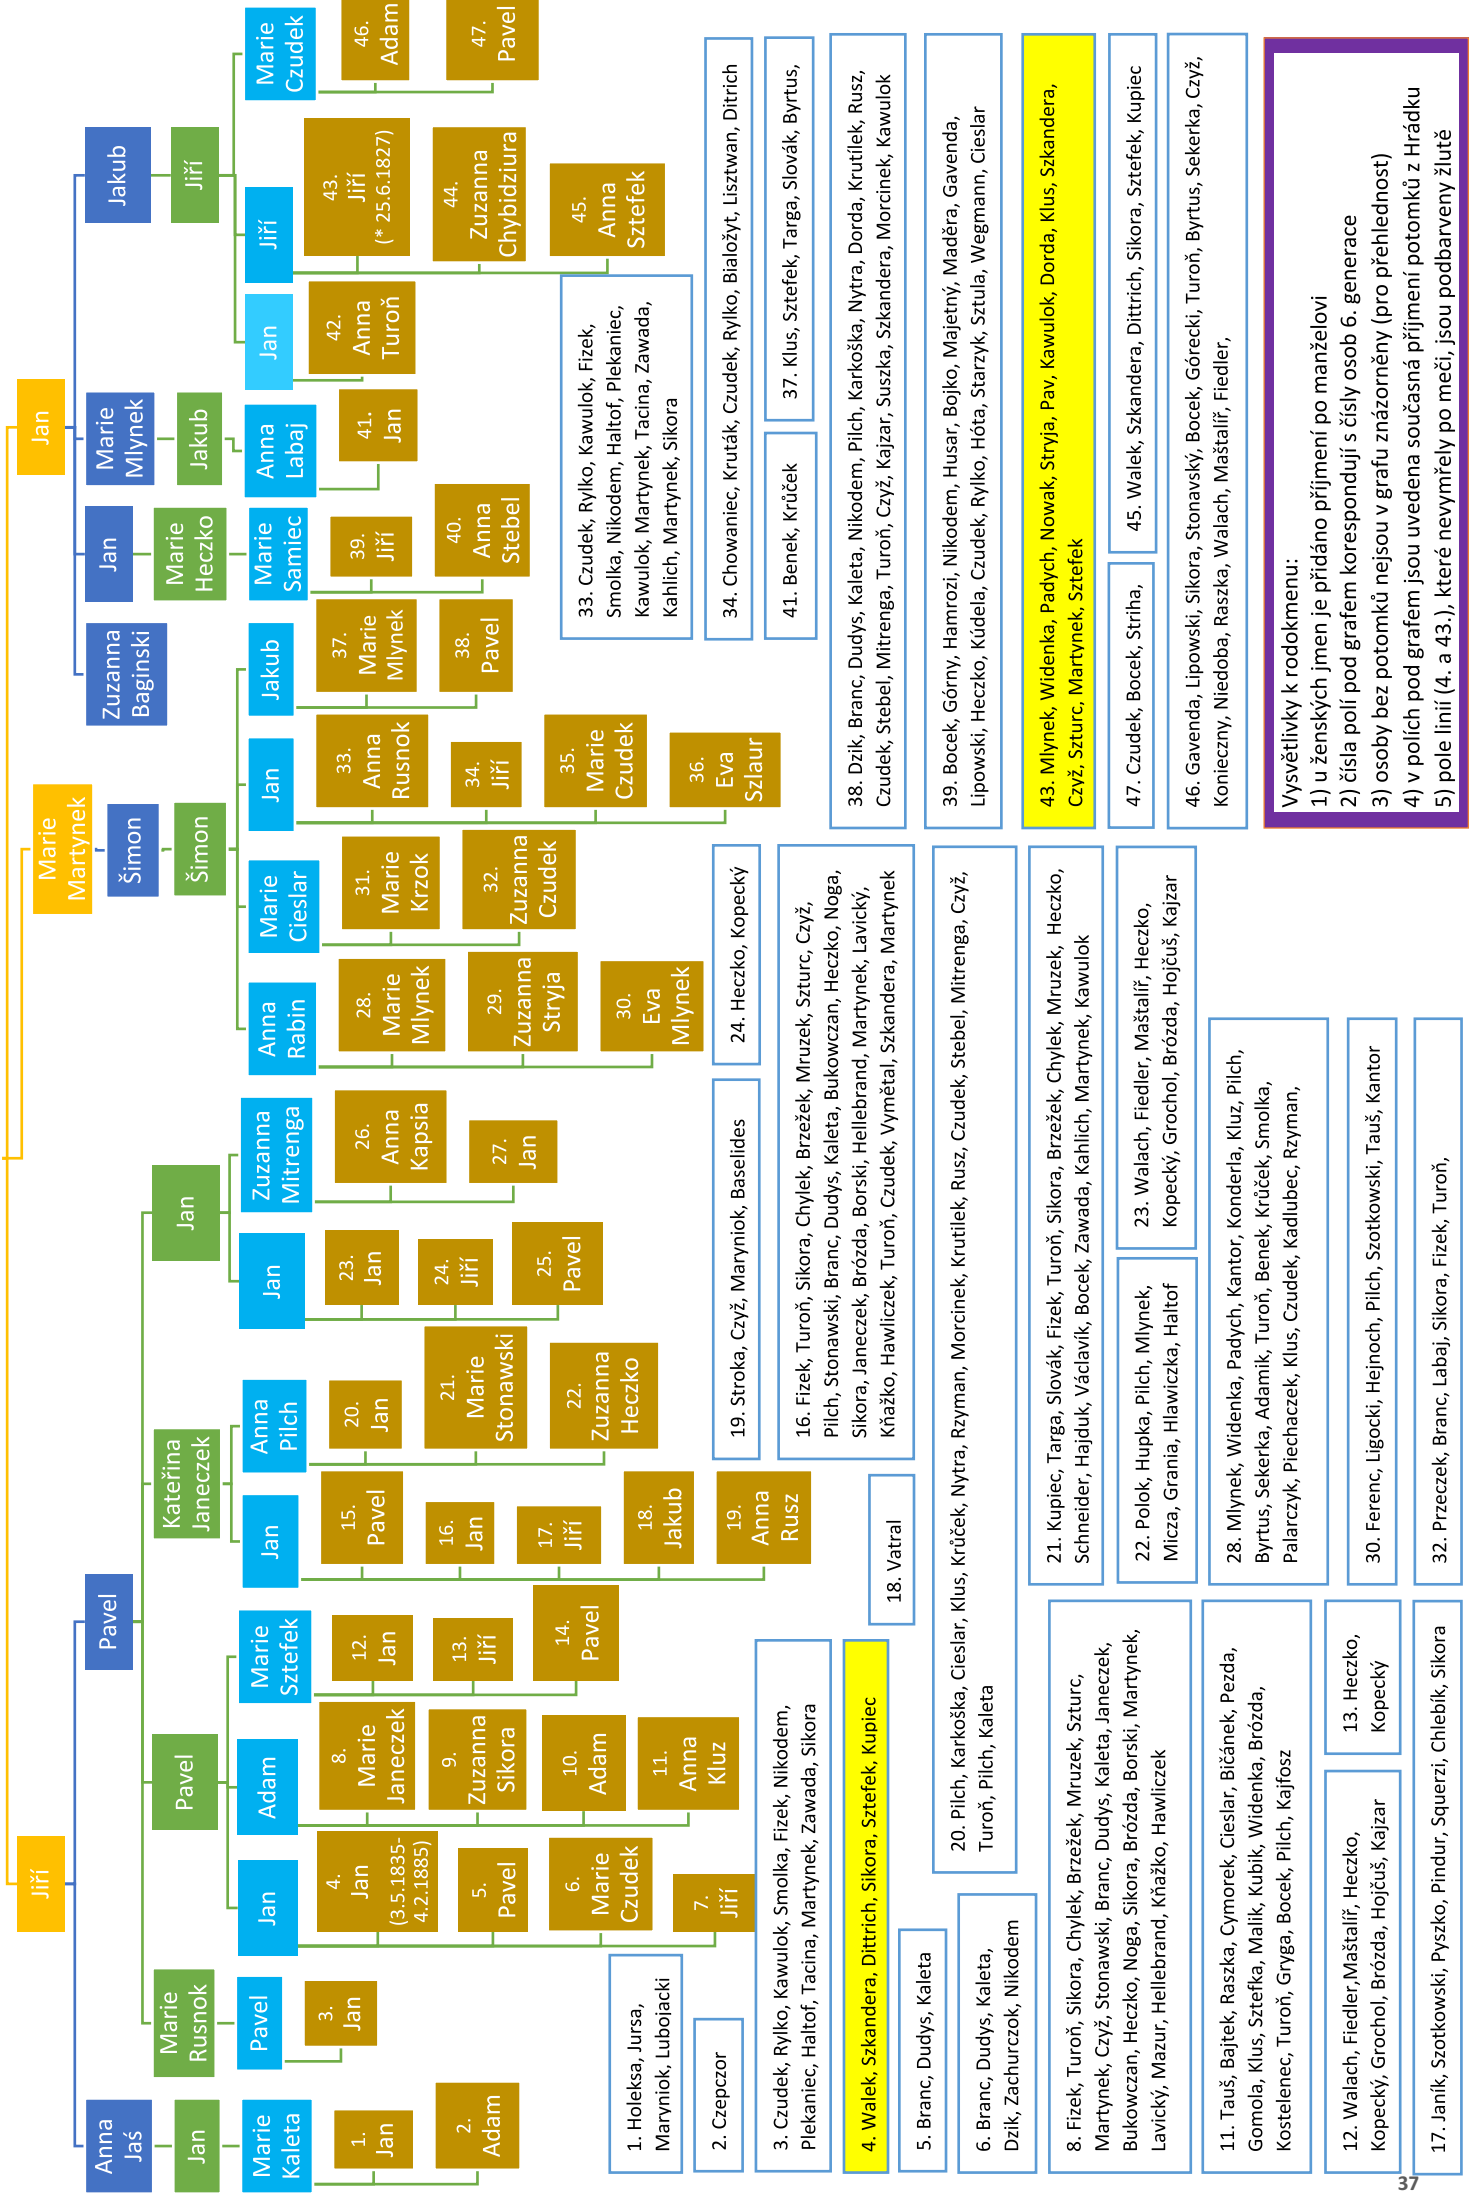 Jiří
Marie
Martynek
Jan
Anna
Jaś
Pavel
Šimon
Zuzanna
Baginski
Jan
Marie
Mlynek
Jakub
Jan
Marie
Rusnok
Pavel
Kateřina
Janeczek
Jan
Šimon
Marie
Heczko
Jakub
Jiří
Marie
Kaleta
Pavel
Jan
Adam
Marie
Sztefek
Jan
Anna
Pilch
Jan
Zuzanna
Mitrenga
Anna
Rabin
Marie
Cieslar
Jan
Jakub
Marie
Samiec
Anna
Labaj
Jan
Jiří
Marie
Czudek
1.
Jan
2.
Adam
3.
Jan
4.
Jan
(3.5.1835-
4.2.1885)
5.
Pavel
6.
Marie
Czudek
7.
Jiří
8.
Marie
Janeczek
9.
Zuzanna
Sikora
10.
Adam
11.
Anna
Kluz
12.
Jan
13.
Jiří
14.
Pavel
15.
Pavel
16.
Jan
17.
Jiří
18.
Jakub
19.
Anna
Rusz
20.
Jan
21.
Marie
Stonawski
22.
Zuzanna
Heczko
23.
Jan
24.
Jiří
25.
Pavel
26.
Anna
Kapsia
27.
Jan
28.
Marie
Mlynek
29.
Zuzanna
Stryja
30.
Eva
Mlynek
31.
Marie
Krzok
32.
Zuzanna
Czudek
33.
Anna
Rusnok
34.
Jiří
35.
Marie
Czudek
36.
Eva
Szlaur
37.
Marie
Mlynek
38.
Pavel
39.
Jiří
40.
Anna
Stebel
41.
Jan
42.
Anna
Turoň
43.
Jiří
(* 25.6.1827)
44.
Zuzanna
Chybidziura
45.
Anna
Sztefek
46.
Adam
47.
Pavel
1. Holeksa, Jursa,
Maryniok, Lubojacki
2. Czepczor
3. Czudek, Rylko, Kawulok, Smolka, Fizek, Nikodem,
Plekaniec, Haltof, Tacina, Martynek, Zawada, Sikora
4. Walek, Szkandera, Dittrich, Sikora, Sztefek, Kupiec
5. Branc, Dudys, Kaleta
6. Branc, Dudys, Kaleta,
Dzik, Zachurczok, Nikodem
8. Fizek, Turoň, Sikora, Chylek, Brzežek, Mruzek, Szturc,
Martynek, Czyž, Stonawski, Branc, Dudys, Kaleta, Janeczek,
Bukowczan, Heczko, Noga, Sikora, Brózda, Borski, Martynek,
Lavický, Mazur, Hellebrand, Kňažko, Hawliczek
11. Tauš, Bajtek, Raszka, Cymorek, Cieslar, Bičánek, Pezda,
Gomola, Klus, Sztefka, Malik, Kubik, Widenka, Brózda,
Kostelenec, Turoň, Gryga, Bocek, Pilch, Kajfosz
12. Walach, Fiedler,Maštalíř, Heczko,
Kopecký, Grochol, Brózda, Hojčuš, Kajzar
13. Heczko,
Kopecký
17. Janík, Szotkowski, Pyszko, Pindur, Squerzi, Chlebík, Sikora
18. Vatral
19. Stroka, Czyž, Maryniok, Baselides
24. Heczko, Kopecký
16. Fizek, Turoň, Sikora, Chylek, Brzežek, Mruzek, Szturc, Czyž,
Pilch, Stonawski, Branc, Dudys, Kaleta, Bukowczan, Heczko, Noga,
Sikora, Janeczek, Brózda, Borski, Hellebrand, Martynek, Lavický,
Kňažko, Hawliczek, Turoň, Czudek, Vymětal, Szkandera, Martynek
20. Pilch, Karkoška, Cieslar, Klus, Krůček, Nytra, Rzyman, Morcinek, Krutilek, Rusz, Czudek, Stebel, Mitrenga, Czyž,
Turoň, Pilch, Kaleta
21. Kupiec, Targa, Slovák, Fizek, Turoň, Sikora, Brzežek, Chylek, Mruzek, Heczko,
Schneider, Hajduk, Václavík, Bocek, Zawada, Kahlich, Martynek, Kawulok
22. Polok, Hupka, Pilch, Mlynek,
Micza, Grania, Hlawiczka, Haltof
23. Walach, Fiedler, Maštalíř, Heczko,
Kopecký, Grochol, Brózda, Hojčuš, Kajzar
28. Mlynek, Widenka, Padych, Kantor, Konderla, Kluz, Pilch,
Byrtus, Sekerka, Adamik, Turoň, Benek, Krůček, Smolka,
Palarczyk, Piechaczek, Klus, Czudek, Kadlubec, Rzyman,
30. Ferenc, Ligocki, Hejnoch, Pilch, Szotkowski, Tauš, Kantor
32. Przeczek, Branc, Labaj, Sikora, Fizek, Turoň,
33. Czudek, Rylko, Kawulok, Fizek,
Smolka, Nikodem, Haltof, Plekaniec,
Kawulok, Martynek, Tacina, Zawada,
Kahlich, Martynek, Sikora
34. Chowaniec, Kruták, Czudek, Rylko, Bialožyt, Lisztwan, Ditrich
41. Benek, Krůček
37. Klus, Sztefek, Targa, Slovák, Byrtus,
38. Dzik, Branc, Dudys, Kaleta, Nikodem, Pilch, Karkoška, Nytra, Dorda, Krutílek, Rusz,
Czudek, Stebel, Mitrenga, Turoň, Czyž, Kajzar, Suszka, Szkandera, Morcinek, Kawulok
39. Bocek, Górny, Hamrozi, Nikodem, Husar, Bojko, Majetný, Maděra, Gavenda,
Lipowski, Heczko, Kúdela, Czudek, Rylko, Hóta, Starzyk, Sztula, Wegmann, Cieslar
43. Mlynek, Widenka, Padych, Nowak, Stryja, Pav, Kawulok, Dorda, Klus, Szkandera,
Czyž, Szturc, Martynek, Sztefek
47. Czudek, Bocek, Striha,
45. Walek, Szkandera, Dittrich, Sikora, Sztefek, Kupiec
46. Gavenda, Lipowski, Sikora, Stonavský, Bocek, Górecki, Turoň, Byrtus, Sekerka, Czyž,
Konieczny, Niedoba, Raszka, Walach, Maštalíř, Fiedler,
Vysvětlivky k rodokmenu:
1) u ženských jmen je přidáno příjmení po manželovi
2) čísla polí pod grafem korespondují s čísly osob 6. generace
3) osoby bez potomků nejsou v grafu znázorněny (pro přehlednost)
4) v polích pod grafem jsou uvedena současná příjmení potomků z Hrádku
5) pole linií (4. a 43.), které nevymřely po meči, jsou podbarveny žlutě
37